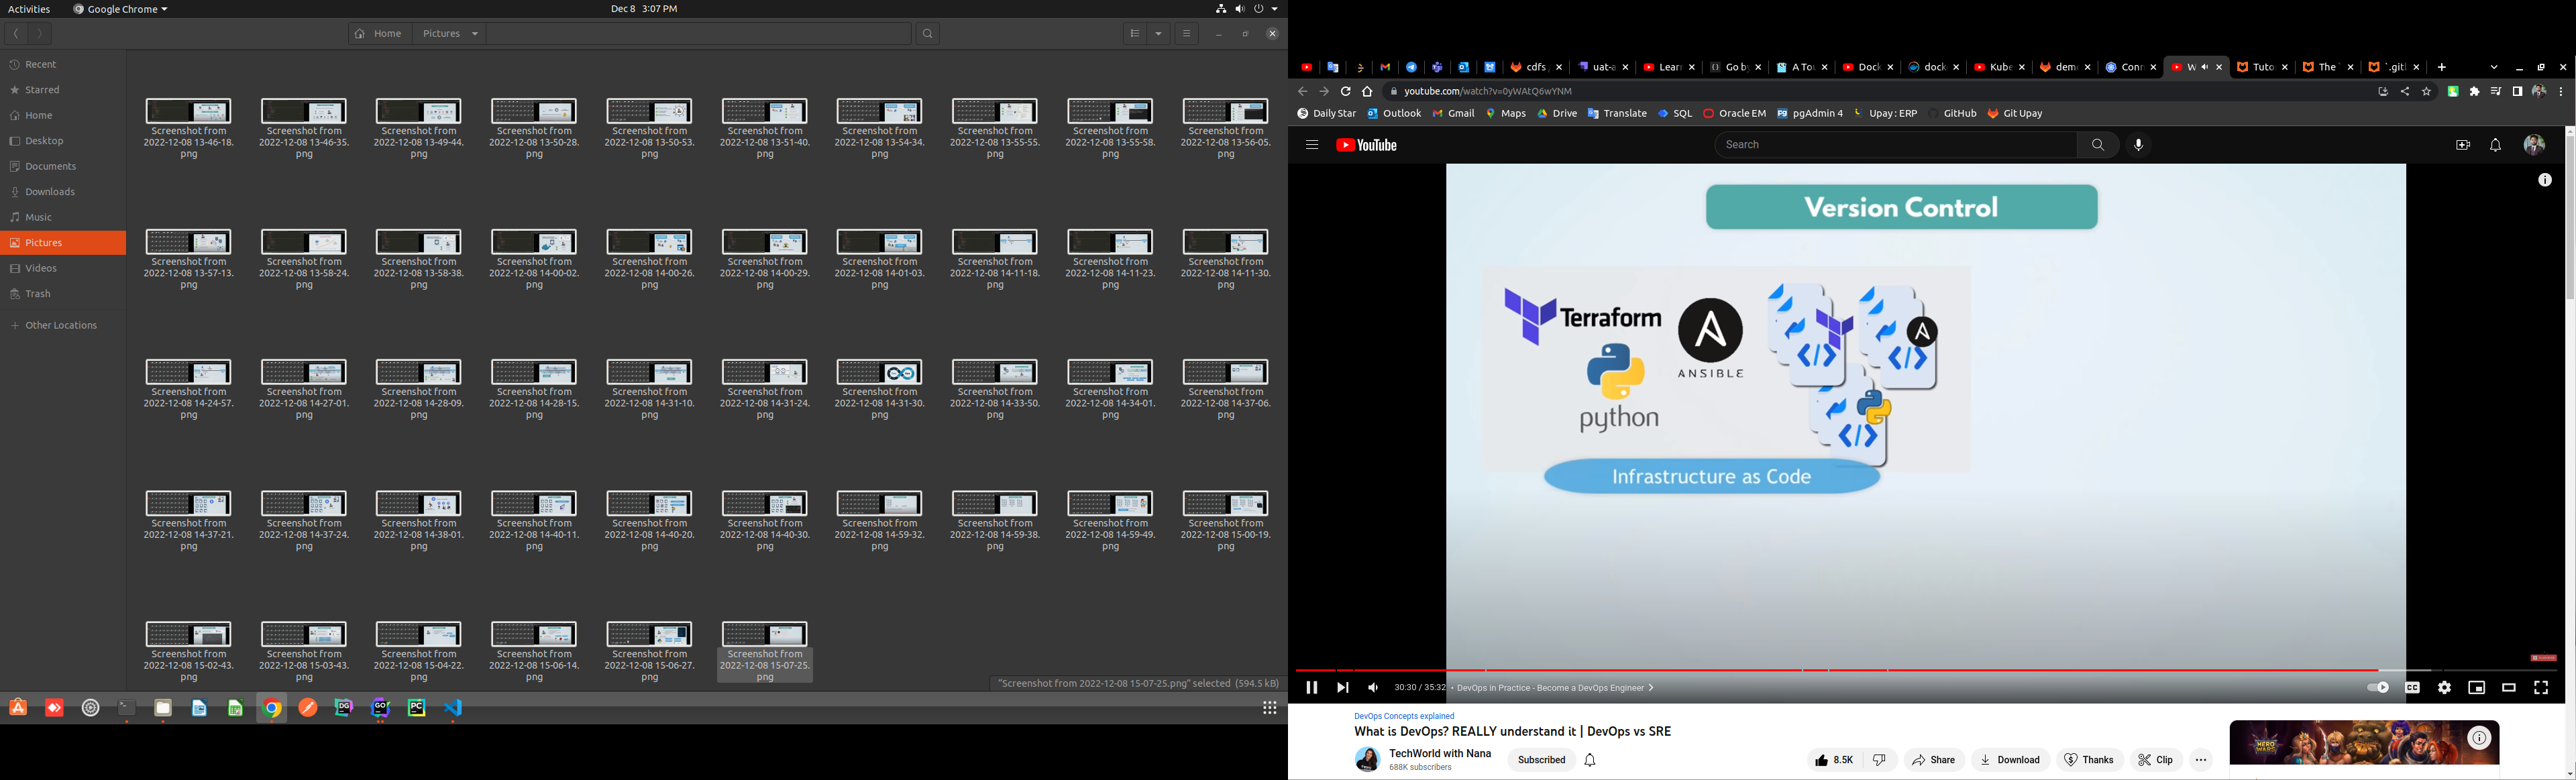 Activities
Google Chrome
Dec 8 3:07 PM
Home
Pictures
Recent
Starred
Home
Desktop
Documents
Downloads
Music
Pictures
Videos
Trash
Other Locations
Screenshot from 2022-12-08 13-46-18.png
Screenshot from 2022-12-08 13-46-35.png
Screenshot from 2022-12-08 13-49-44.png
Screenshot from 2022-12-08 13-50-28.png
Screenshot from 2022-12-08 13-50-53.png
Screenshot from 2022-12-08 13-51-40.png
Screenshot from 2022-12-08 13-54-34.png
Screenshot from 2022-12-08 13-55-55.png
Screenshot from 2022-12-08 13-55-58.png
Screenshot from 2022-12-08 13-56-05.png
Screenshot from 2022-12-08 13-57-13.png
Screenshot from 2022-12-08 13-58-24.png
Screenshot from 2022-12-08 13-58-38.png
Screenshot from 2022-12-08 14-00-02.png
Screenshot from 2022-12-08 14-00-26.png
Screenshot from 2022-12-08 14-00-29.png
Screenshot from 2022-12-08 14-01-03.png
Screenshot from 2022-12-08 14-11-18.png
Screenshot from 2022-12-08 14-11-23.png
Screenshot from 2022-12-08 14-11-30.png
Screenshot from 2022-12-08 14-24-57.png
Screenshot from 2022-12-08 14-27-01.png
Screenshot from 2022-12-08 14-28-09.png
Screenshot from 2022-12-08 14-28-15.png
Screenshot from 2022-12-08 14-31-10.png
Screenshot from 2022-12-08 14-31-24.png
Screenshot from 2022-12-08 14-31-30.png
Screenshot from 2022-12-08 14-33-50.png
Screenshot from 2022-12-08 14-34-01.png
Screenshot from 2022-12-08 14-37-06.png
Screenshot from 2022-12-08 14-37-21.png
Screenshot from 2022-12-08 14-37-24.png
Screenshot from 2022-12-08 14-38-01.png
Screenshot from 2022-12-08 14-40-11.png
Screenshot from 2022-12-08 14-40-20.png
Screenshot from 2022-12-08 14-40-30.png
Screenshot from 2022-12-08 14-59-32.png
Screenshot from 2022-12-08 14-59-38.png
Screenshot from 2022-12-08 14-59-49.png
Screenshot from 2022-12-08 15-00-19.png
Screenshot from 2022-12-08 15-02-43.png
Screenshot from 2022-12-08 15-03-43.png
Screenshot from 2022-12-08 15-04-22.png
Screenshot from 2022-12-08 15-06-14.png
Screenshot from 2022-12-08 15-06-27.png
Screenshot from 2022-12-08 15-07-25.png
"Screenshot from 2022-12-08 15-07-25.png" selected (594.5 kB)
cdfs
uat-a
Lear
Go by
A Tou
Dock
dock
Kube
dem
Conn
W
Tuto
The
`.gitl
youtube.com/watch?v=0yWAtQ6wYNM
Daily Star
Outlook
Gmail
Maps
Drive
Translate
SQL
Oracle EM
pgAdmin 4
Upay : ERP
GitHub
Git Upay
YouTube
Search
Version Control
Terraform
ANSIBLE
python
Infrastructure as Code
30:30 / 35:32 • DevOps in Practice - Become a DevOps Engineer
DevOps Concepts explained
What is DevOps? REALLY understand it | DevOps vs SRE
TechWorld with Nana
688K subscribers
Subscribed
8.5K
Share
Download
Thanks
Clip
HERO WARS